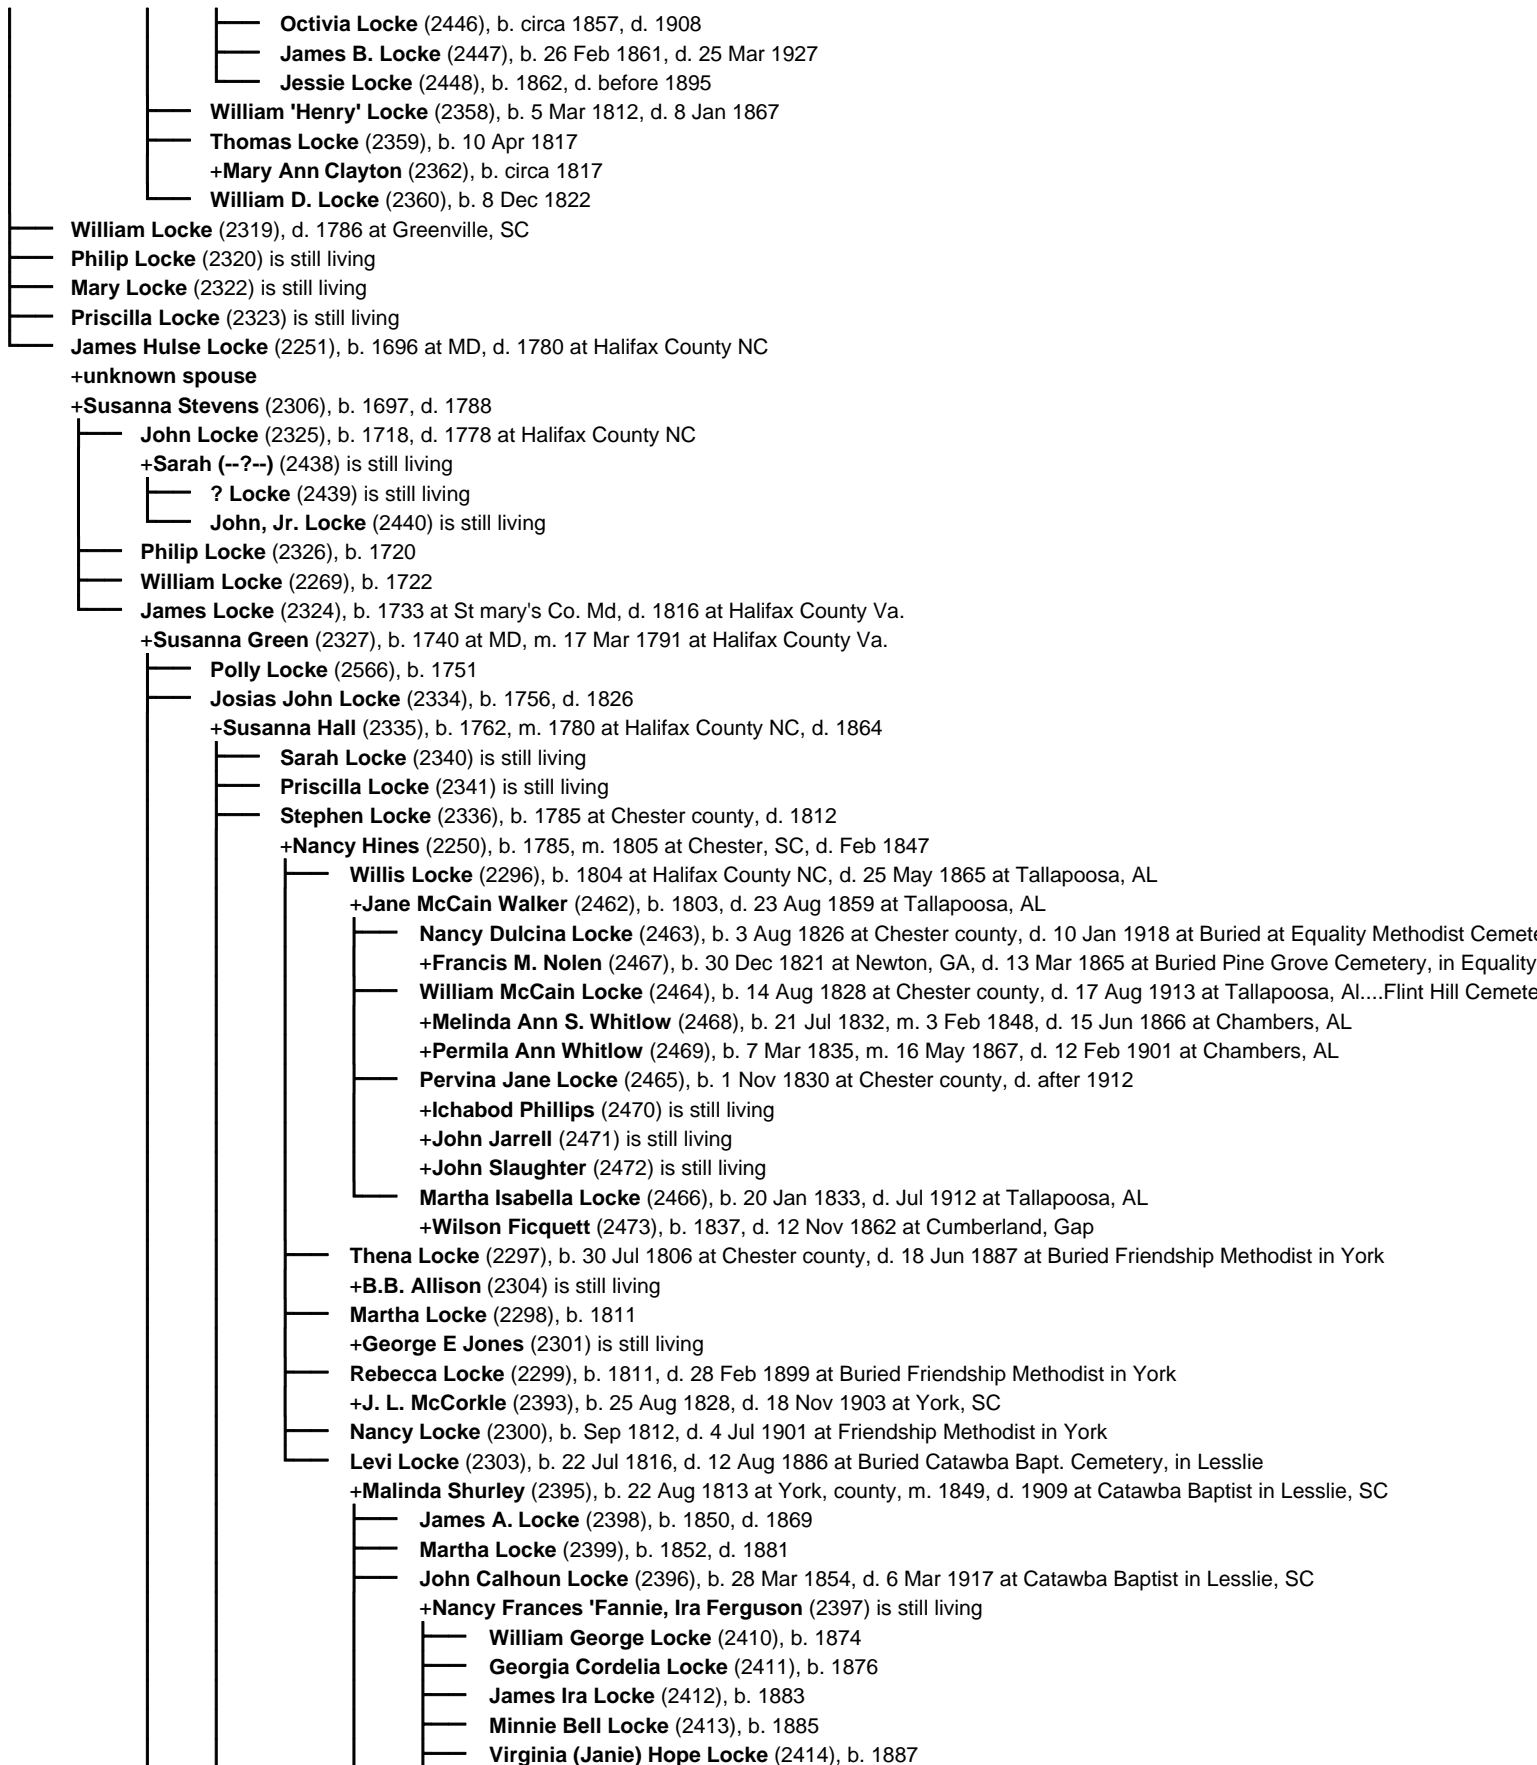 Octivia Locke (2446), b. circa 1857, d. 1908
James B. Locke (2447), b. 26 Feb 1861, d. 25 Mar 1927
Jessie Locke (2448), b. 1862, d. before 1895
William 'Henry' Locke (2358), b. 5 Mar 1812, d. 8 Jan 1867
Thomas Locke (2359), b. 10 Apr 1817
+Mary Ann Clayton (2362), b. circa 1817
William D. Locke (2360), b. 8 Dec 1822
William Locke (2319), d. 1786 at Greenville, SC
Philip Locke (2320) is still living
Mary Locke (2322) is still living
Priscilla Locke (2323) is still living
James Hulse Locke (2251), b. 1696 at MD, d. 1780 at Halifax County NC
+unknown spouse
+Susanna Stevens (2306), b. 1697, d. 1788
John Locke (2325), b. 1718, d. 1778 at Halifax County NC
+Sarah (--?--) (2438) is still living
? Locke (2439) is still living
John, Jr. Locke (2440) is still living
Philip Locke (2326), b. 1720
William Locke (2269), b. 1722
James Locke (2324), b. 1733 at St mary's Co. Md, d. 1816 at Halifax County Va.
+Susanna Green (2327), b. 1740 at MD, m. 17 Mar 1791 at Halifax County Va.
Polly Locke (2566), b. 1751
Josias John Locke (2334), b. 1756, d. 1826
+Susanna Hall (2335), b. 1762, m. 1780 at Halifax County NC, d. 1864
Sarah Locke (2340) is still living
Priscilla Locke (2341) is still living
Stephen Locke (2336), b. 1785 at Chester county, d. 1812
+Nancy Hines (2250), b. 1785, m. 1805 at Chester, SC, d. Feb 1847
Willis Locke (2296), b. 1804 at Halifax County NC, d. 25 May 1865 at Tallapoosa, AL
+Jane McCain Walker (2462), b. 1803, d. 23 Aug 1859 at Tallapoosa, AL
Nancy Dulcina Locke (2463), b. 3 Aug 1826 at Chester county, d. 10 Jan 1918 at Buried at Equality Methodist Cemete
+Francis M. Nolen (2467), b. 30 Dec 1821 at Newton, GA, d. 13 Mar 1865 at Buried Pine Grove Cemetery, in Equality
William McCain Locke (2464), b. 14 Aug 1828 at Chester county, d. 17 Aug 1913 at Tallapoosa, Al....Flint Hill Cemete
+Melinda Ann S. Whitlow (2468), b. 21 Jul 1832, m. 3 Feb 1848, d. 15 Jun 1866 at Chambers, AL
+Permila Ann Whitlow (2469), b. 7 Mar 1835, m. 16 May 1867, d. 12 Feb 1901 at Chambers, AL
Pervina Jane Locke (2465), b. 1 Nov 1830 at Chester county, d. after 1912
+Ichabod Phillips (2470) is still living
+John Jarrell (2471) is still living
+John Slaughter (2472) is still living
Martha Isabella Locke (2466), b. 20 Jan 1833, d. Jul 1912 at Tallapoosa, AL
+Wilson Ficquett (2473), b. 1837, d. 12 Nov 1862 at Cumberland, Gap
Thena Locke (2297), b. 30 Jul 1806 at Chester county, d. 18 Jun 1887 at Buried Friendship Methodist in York
+B.B. Allison (2304) is still living
Martha Locke (2298), b. 1811
+George E Jones (2301) is still living
Rebecca Locke (2299), b. 1811, d. 28 Feb 1899 at Buried Friendship Methodist in York
+J. L. McCorkle (2393), b. 25 Aug 1828, d. 18 Nov 1903 at York, SC
Nancy Locke (2300), b. Sep 1812, d. 4 Jul 1901 at Friendship Methodist in York
Levi Locke (2303), b. 22 Jul 1816, d. 12 Aug 1886 at Buried Catawba Bapt. Cemetery, in Lesslie
+Malinda Shurley (2395), b. 22 Aug 1813 at York, county, m. 1849, d. 1909 at Catawba Baptist in Lesslie, SC
James A. Locke (2398), b. 1850, d. 1869
Martha Locke (2399), b. 1852, d. 1881
John Calhoun Locke (2396), b. 28 Mar 1854, d. 6 Mar 1917 at Catawba Baptist in Lesslie, SC
+Nancy Frances 'Fannie, Ira Ferguson (2397) is still living
William George Locke (2410), b. 1874
Georgia Cordelia Locke (2411), b. 1876
James Ira Locke (2412), b. 1883
Minnie Bell Locke (2413), b. 1885
Virginia (Janie) Hope Locke (2414), b. 1887